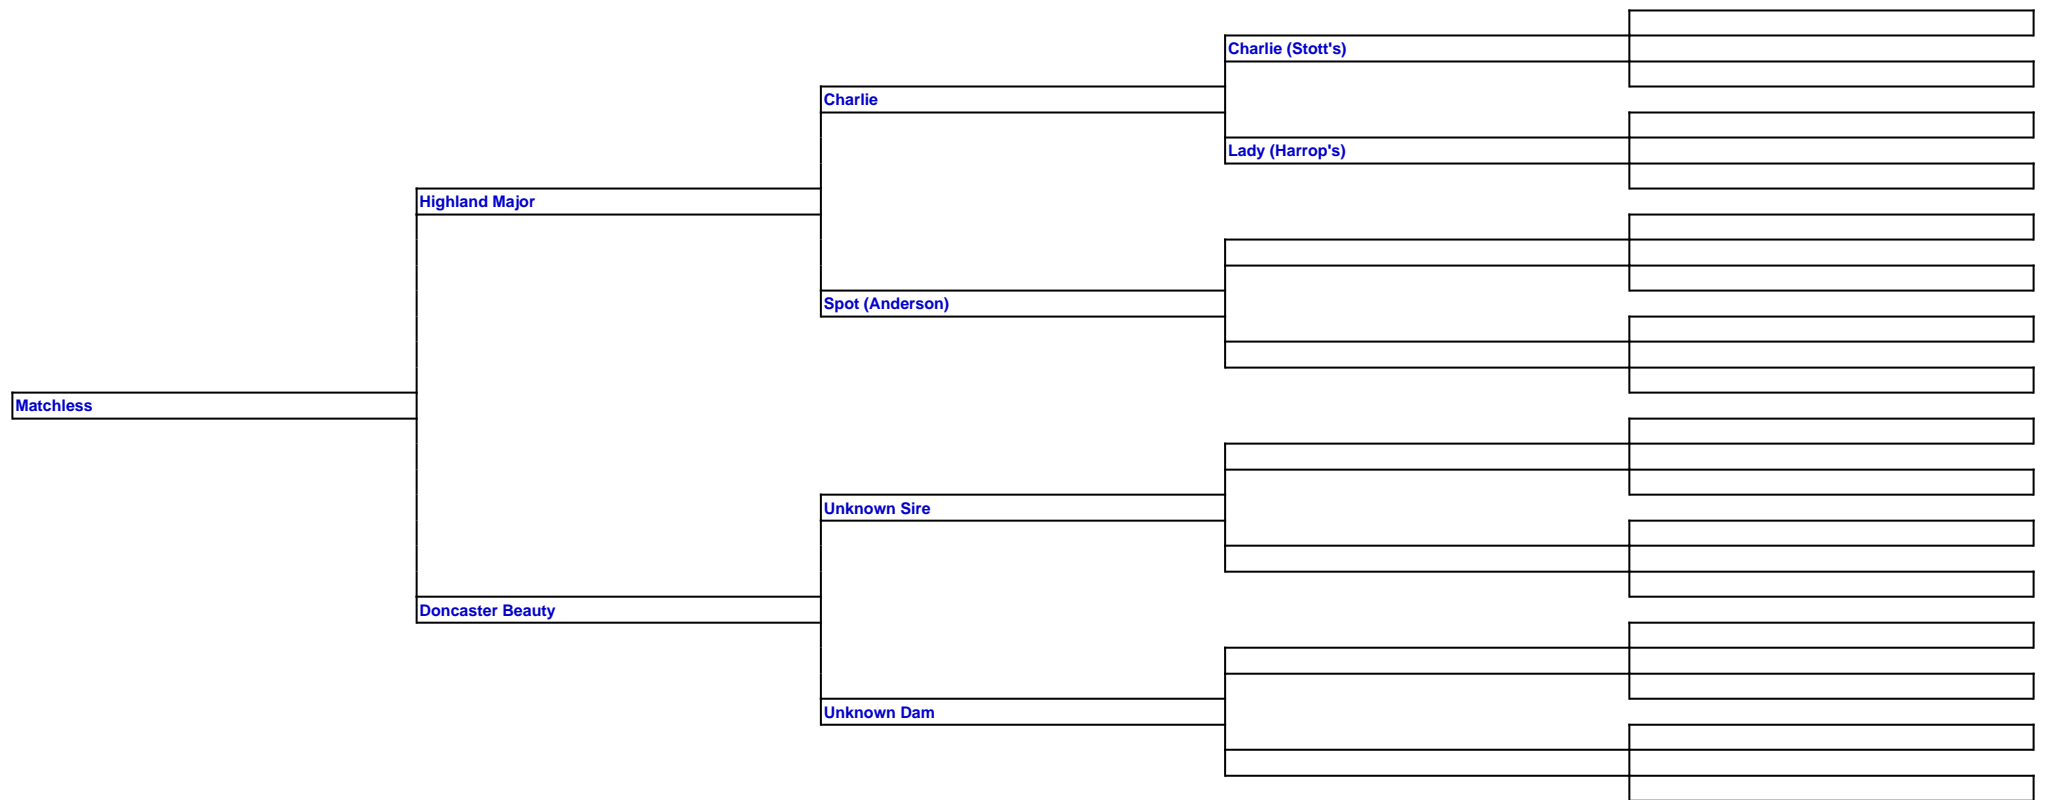 Charlie (Stott's)
Charlie
Lady (Harrop's)
Highland Major
Spot (Anderson)
Matchless
Unknown Sire
Doncaster Beauty
Unknown Dam